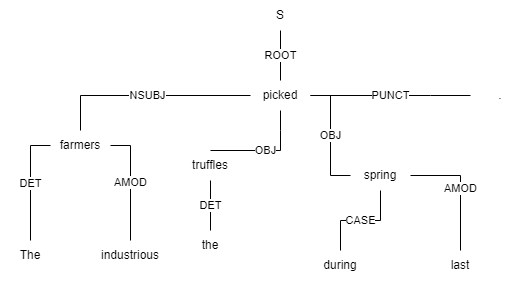 S
ROOT
NSUBJ picked PUNCT .
OBJ
farmers OBJ
truffles
spring
DET AMOD AMOD
DET CASE
the
The industrious
during last